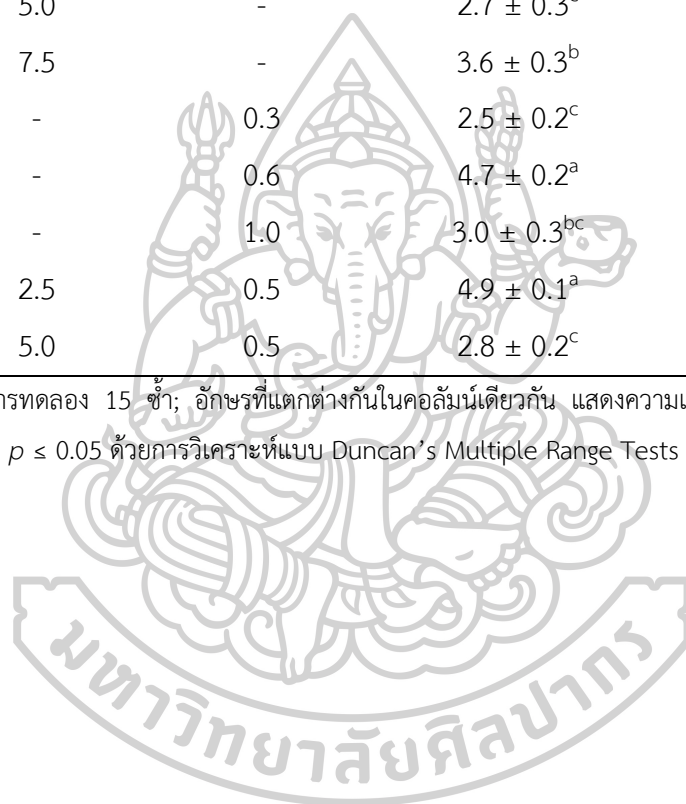 5.0 - 2.7 ± 0.3
7.5 - 3.6 ± 0.3b
- 0.3 2.5 ± 0.2c
- 0.6 4.7 ± 0.2a
- 1.0 3.0 ± 0.3bc
2.5 0.5 4.9 ± 0.1a
5.0 0.5 2.8 ± 0.2c
ารทดลอง 15 ซ้ำ; อักษรที่แตกต่างกันในคอลัมน์เดียวกัน แสดงความเ
p ≤ 0.05 ด้วยการวิเคราะห์แบบ Duncan's Multiple Range Tests
มหาวิทยาลัยศิลปากร